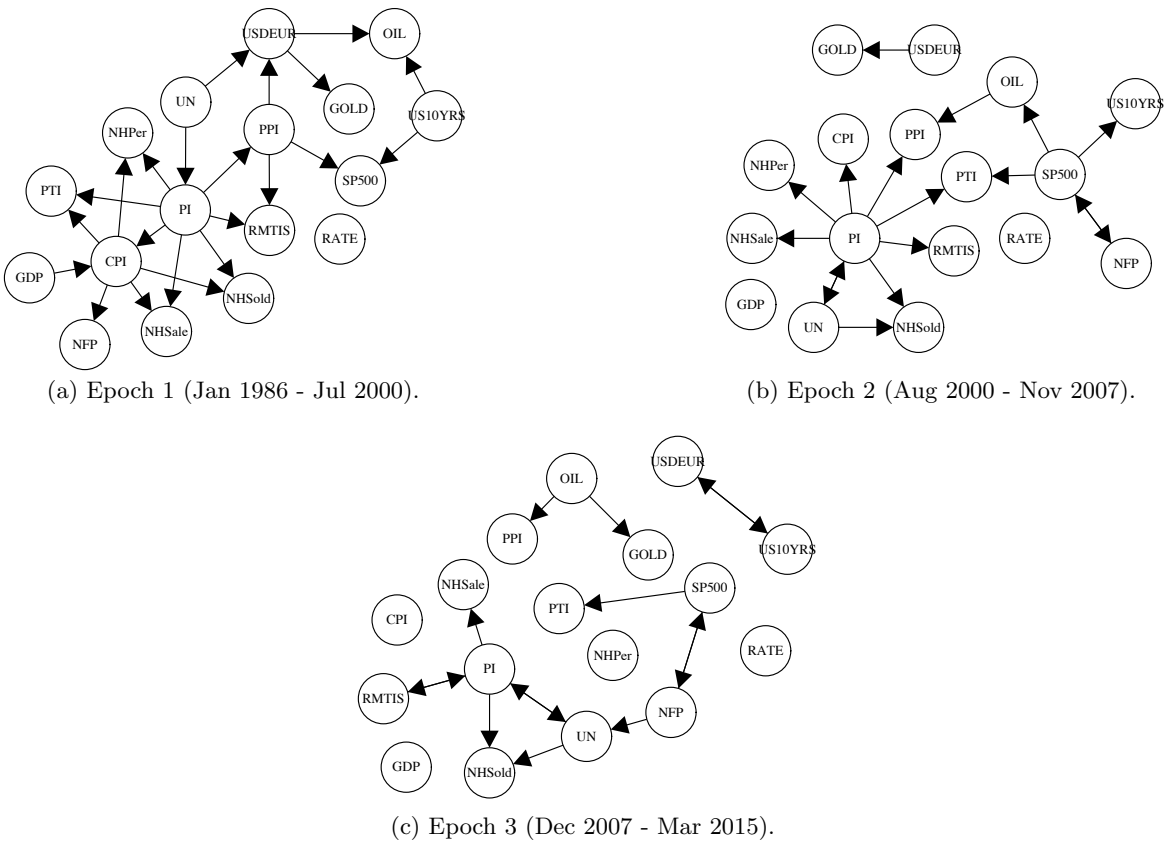 USDEUR
OIL
UN
GOLD
US10YR$
NHPer
PPI
PTI
SP500
PI
RMTIS
RATE
CPI
GDP
NHSold
NFP
NHSale
(a) Epoch 1 (Jan 1986 - Jul 2000).
GOLD
USDEUR
OIL
US10YR$
CPI
PPI
NHPer
PTI
SP500
NHSale
PI
RMTIS
RATE
NFP
GDP
UN
NHSold
(b) Epoch 2 (Aug 2000 - Nov 2007).
OIL
USDEUR
PPI
GOLD
US10YR$
NHSale
SP500
PTI
CPI
NHPer
RATE
PI
RMTIS
NFP
UN
GDP
NHSold
(c) Epoch 3 (Dec 2007 - Mar 2015).